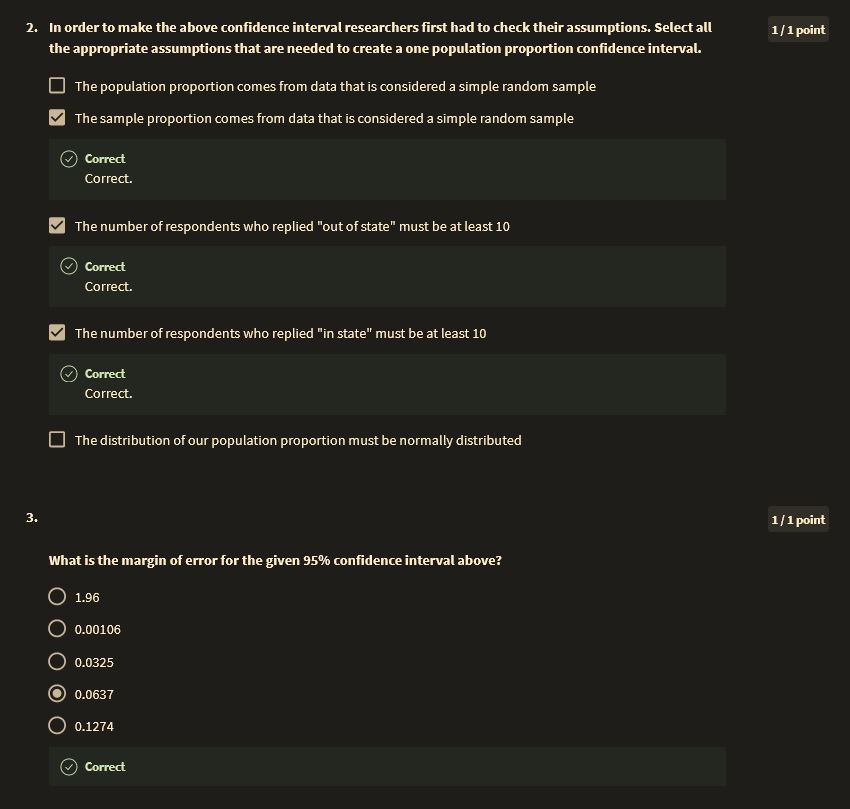 2. In order to make the above confidence interval researchers first had to check their assumptions. Select all
the appropriate assumptions that are needed to create a one population proportion confidence interval.
1 / 1 point
The population proportion comes from data that is considered a simple random sample
The sample proportion comes from data that is considered a simple random sample
Correct
Correct.
The number of respondents who replied "out of state" must be at least 10
Correct
Correct.
The number of respondents who replied "in state" must be at least 10
Correct
Correct.
The distribution of our population proportion must be normally distributed
3.
1 / 1 point
What is the margin of error for the given 95% confidence interval above?
1.96
0.00106
0.0325
0.0637
0.1274
Correct